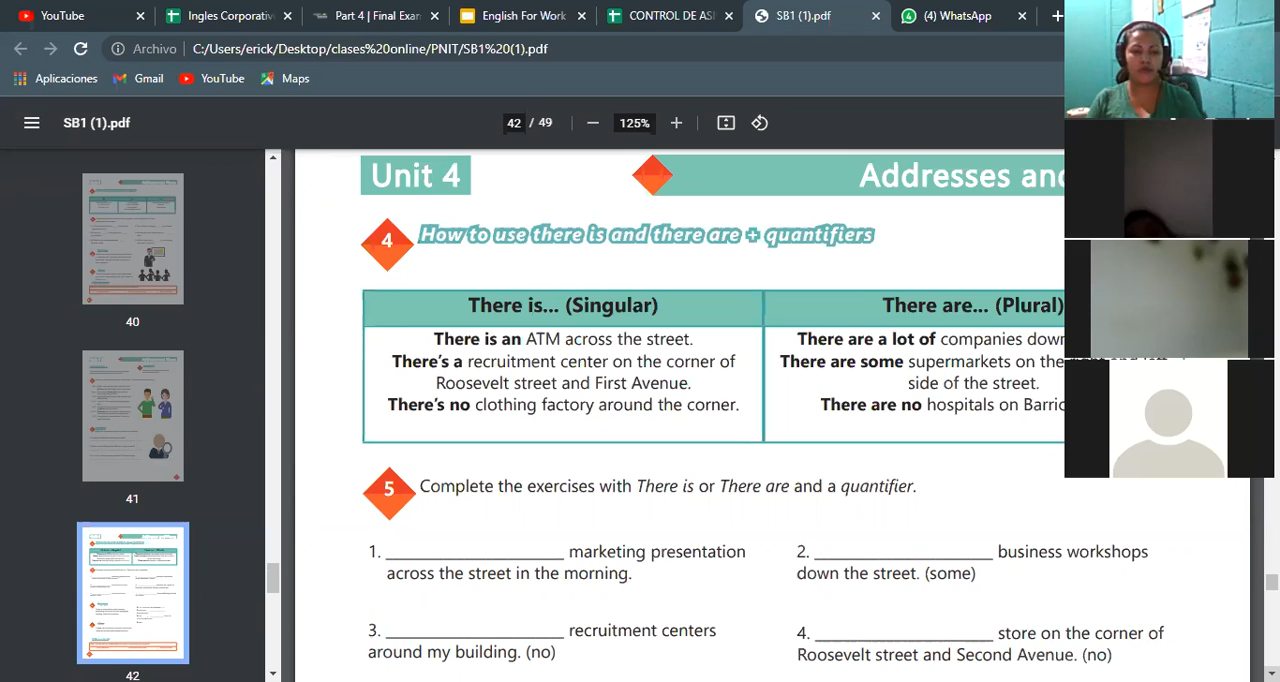 YouTube
Ingles Corporativ
Part 4 | Final Exar
English For Work
CONTROL DE ASI
SB1 (1).pdf
(4) WhatsApp
Archivo
C:/Users/erick/Desktop/clases%20online/PNIT/SB1%20(1).pdf
Aplicaciones
Gmail
YouTube
Maps
SB1 (1).pdf
42 / 49
125%
40
41
42
Unit 4
Addresses and
4
How to use there is and there are + quantifiers
There is... (Singular)
There are... (Plural)
There is an ATM across the street.
There's a recruitment center on the corner of
Roosevelt street and First Avenue.
There's no clothing factory around the corner.
There are a lot of companies down
There are some supermarkets on the
side of the street.
There are no hospitals on Barrio
5
Complete the exercises with There is or There are and a quantifier.
1. ____________________ marketing presentation
across the street in the morning.
2. ____________________ business workshops
down the street. (some)
3. ____________________ recruitment centers
around my building. (no)
4. ____________________ store on the corner of
Roosevelt street and Second Avenue. (no)